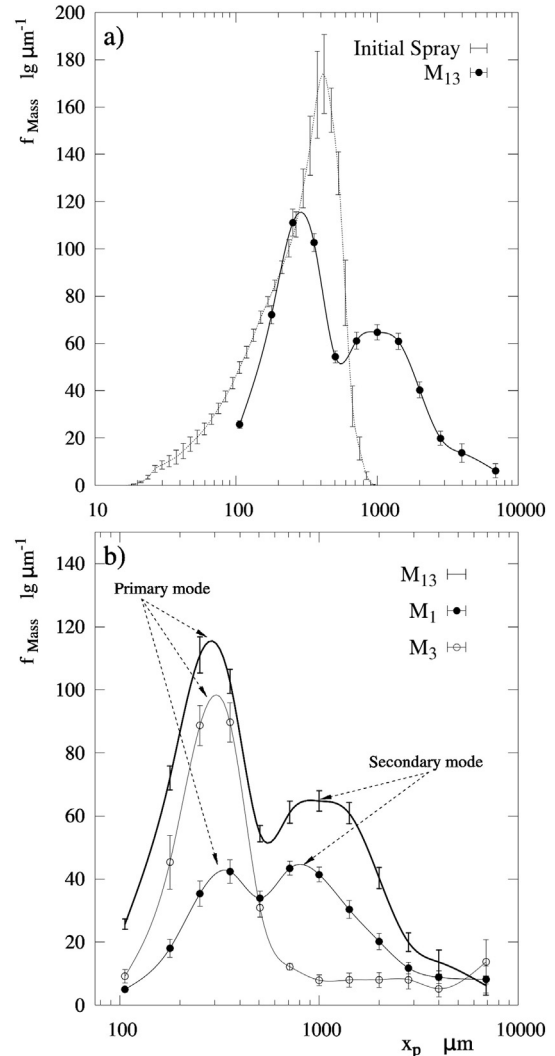 a)
f Mass lg μm⁻¹
Initial Spray
M₁₃
200
180
160
140
120
100
80
60
40
20
0
10 100 1000 10000
b)
f Mass lg μm⁻¹
M₁₃
M₁
M₃
Primary mode
Secondary mode
140
120
100
80
60
40
20
0
100 1000 10000
xₚ μm